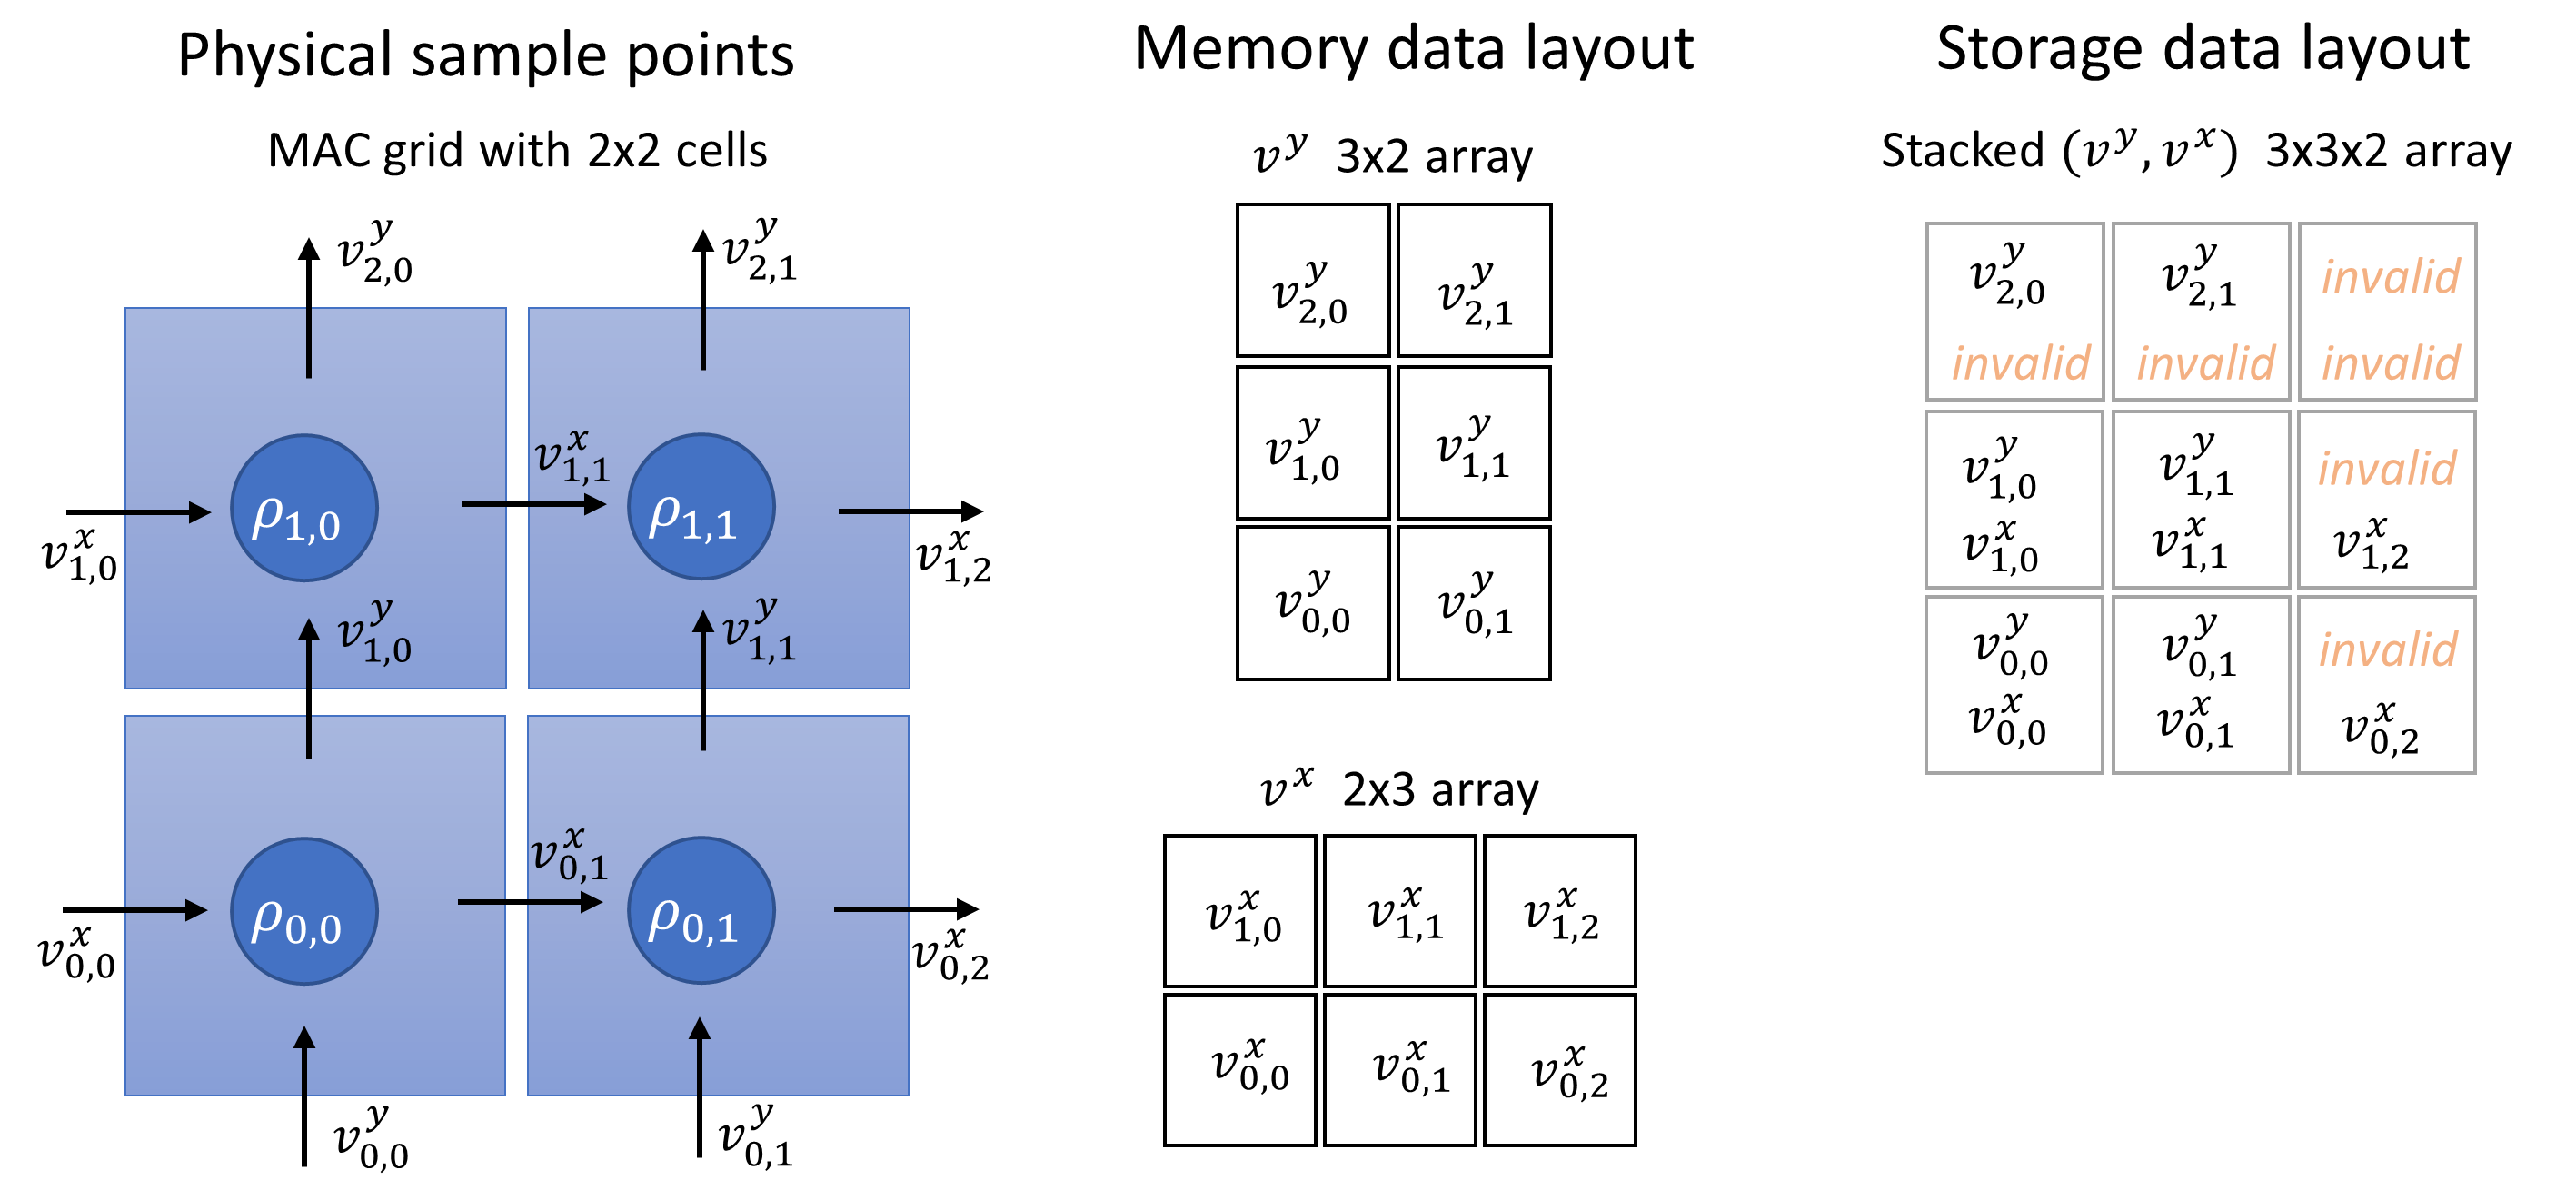 Physical sample points
MAC grid with 2x2 cells
v^y_{2,0} v^y_{2,1}
v^x_{1,1}
ρ_{1,0} ρ_{1,1}
v^x_{1,0} v^x_{1,2}
v^y_{1,0} v^y_{1,1}
v^x_{0,1}
ρ_{0,0} ρ_{0,1}
v^x_{0,0} v^x_{0,2}
v^y_{0,0} v^y_{0,1}
Memory data layout
v^y 3x2 array
v^y_{2,0} v^y_{2,1}
v^y_{1,0} v^y_{1,1}
v^y_{0,0} v^y_{0,1}
v^x 2x3 array
v^x_{1,0} v^x_{1,1} v^x_{1,2}
v^x_{0,0} v^x_{0,1} v^x_{0,2}
Storage data layout
Stacked (v^y, v^x) 3x3x2 array
v^y_{2,0} v^y_{2,1} invalid
invalid invalid invalid
v^y_{1,0} v^y_{1,1} invalid
v^x_{1,0} v^x_{1,1} v^x_{1,2}
v^y_{0,0} v^y_{0,1} invalid
v^x_{0,0} v^x_{0,1} v^x_{0,2}